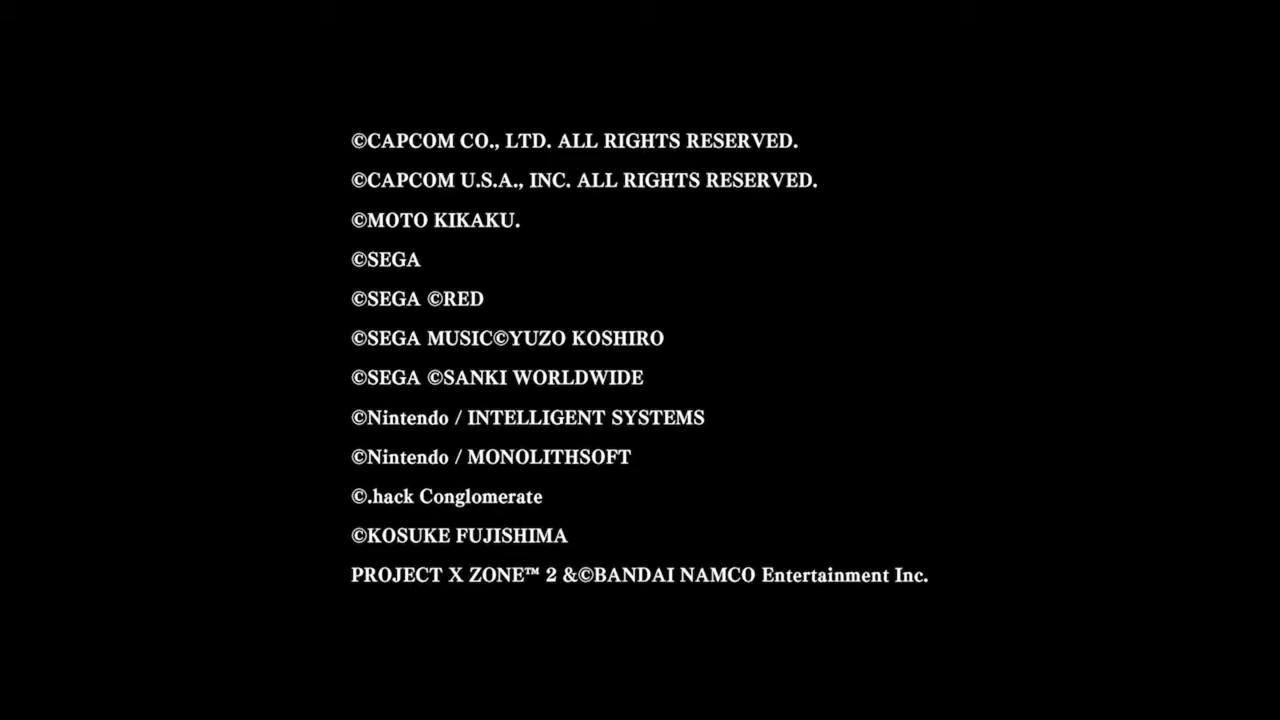 ©CAPCOM CO., LTD. ALL RIGHTS RESERVED.
©CAPCOM U.S.A., INC. ALL RIGHTS RESERVED.
©MOTO KIKAKU.
©SEGA
©SEGA ©RED
©SEGA MUSIC©YUZO KOSHIRO
©SEGA ©SANKI WORLDWIDE
©Nintendo / INTELLIGENT SYSTEMS
©Nintendo / MONOLITHSOFT
©.hack Conglomerate
©KOSUKE FUJISHIMA
PROJECT X ZONE™ 2 &©BANDAI NAMCO Entertainment Inc.